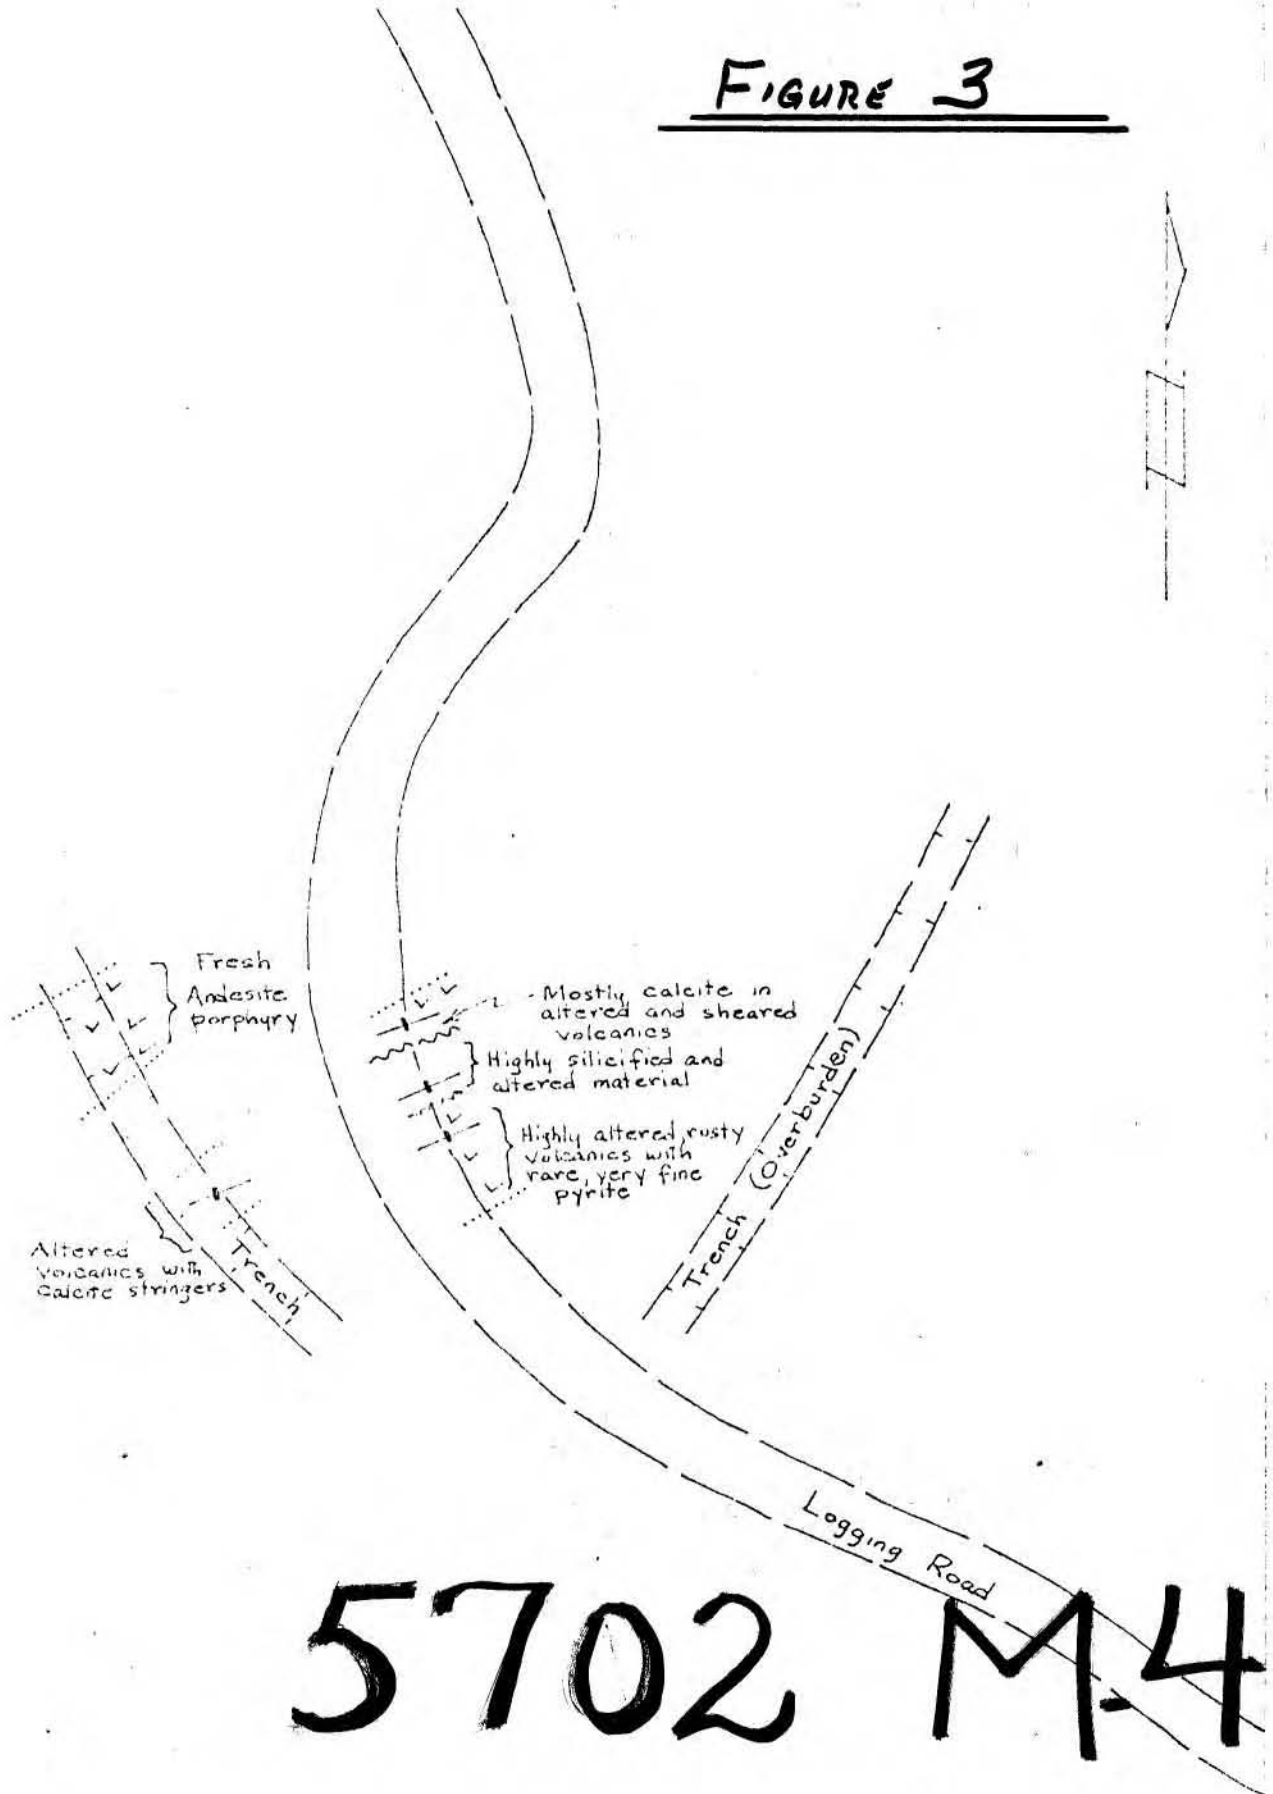 FIGURE 3
N
Fresh
Andesite
porphyry
Mostly calcite in
altered and sheared
volcanics
Highly silicified and
altered material
Highly altered, rusty
volcanics with
rare, very fine
pyrite
Trench (Overburden)
Altered
volcanics with
calcite stringers
Trench
Logging Road
5702 M-4